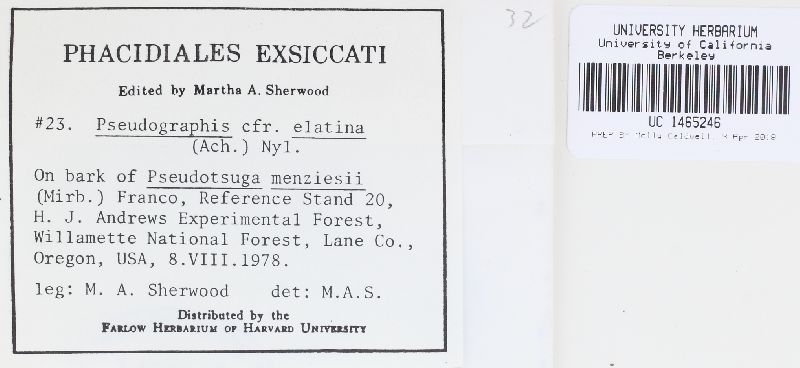 PHACIDIALES EXSICCATI
Edited by Martha A. Sherwood
#23. Pseudographis cfr. elatina
(Ach.) Nyl.
On bark of Pseudotsuga menziesii
(Mirb.) Franco, Reference Stand 20,
H. J. Andrews Experimental Forest,
Willamette National Forest, Lane Co.,
Oregon, USA, 8.VIII.1978.
leg: M. A. Sherwood det: M.A.S.
Distributed by the
FARLOW HERBARIUM OF HARVARD UNIVERSITY
32
UNIVERSITY HERBARIUM
University of California
Berkeley
UC 1465246